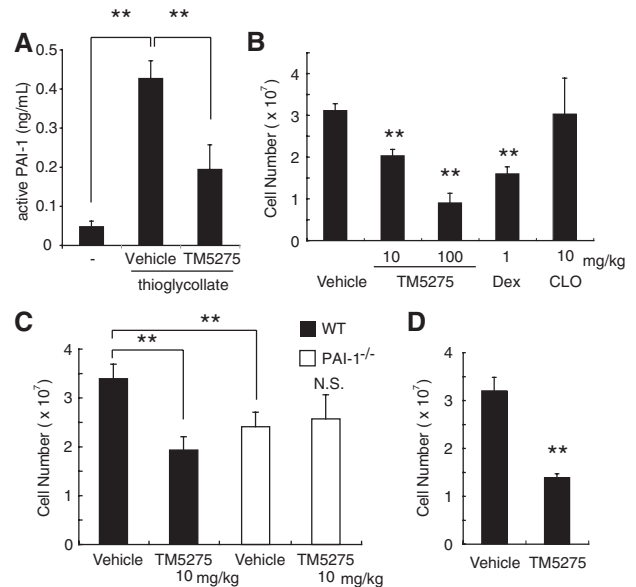 ** **
A
active PAI-1 (ng/mL)
0.5
0.4
0.3
0.2
0.1
0
- Vehicle TM5275
thioglycollate
B
Cell Number ( x 10⁷)
4
3
2
1
0
** ** **
10 100 1 10 mg/kg
Vehicle TM5275 Dex CLO
C
Cell Number ( x 10⁷)
4
3
2
1
0
** **
WT
PAI-1⁻/⁻
N.S.
Vehicle TM5275 Vehicle TM5275
10 mg/kg 10 mg/kg
D
Cell Number ( x 10⁷)
4
3
2
1
0
**
Vehicle TM5275